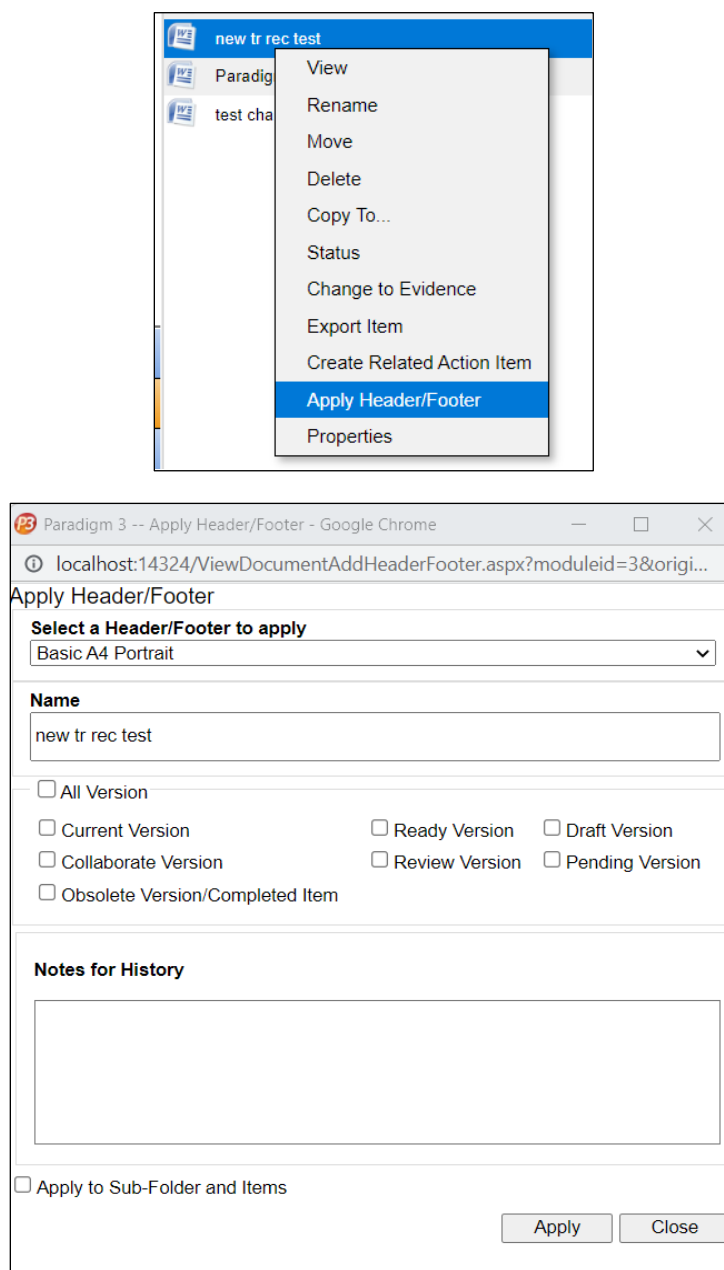 new tr rec test
Paradig
test cha
View
Rename
Move
Delete
Copy To...
Status
Change to Evidence
Export Item
Create Related Action Item
Apply Header/Footer
Properties
P3 Paradigm 3 -- Apply Header/Footer - Google Chrome
localhost:14324/ViewDocumentAddHeaderFooter.aspx?moduleid=3&origi...
Apply Header/Footer
Select a Header/Footer to apply
Basic A4 Portrait
Name
new tr rec test
All Version
Current Version Ready Version Draft Version
Collaborate Version Review Version Pending Version
Obsolete Version/Completed Item
Notes for History
Apply to Sub-Folder and Items
Apply Close